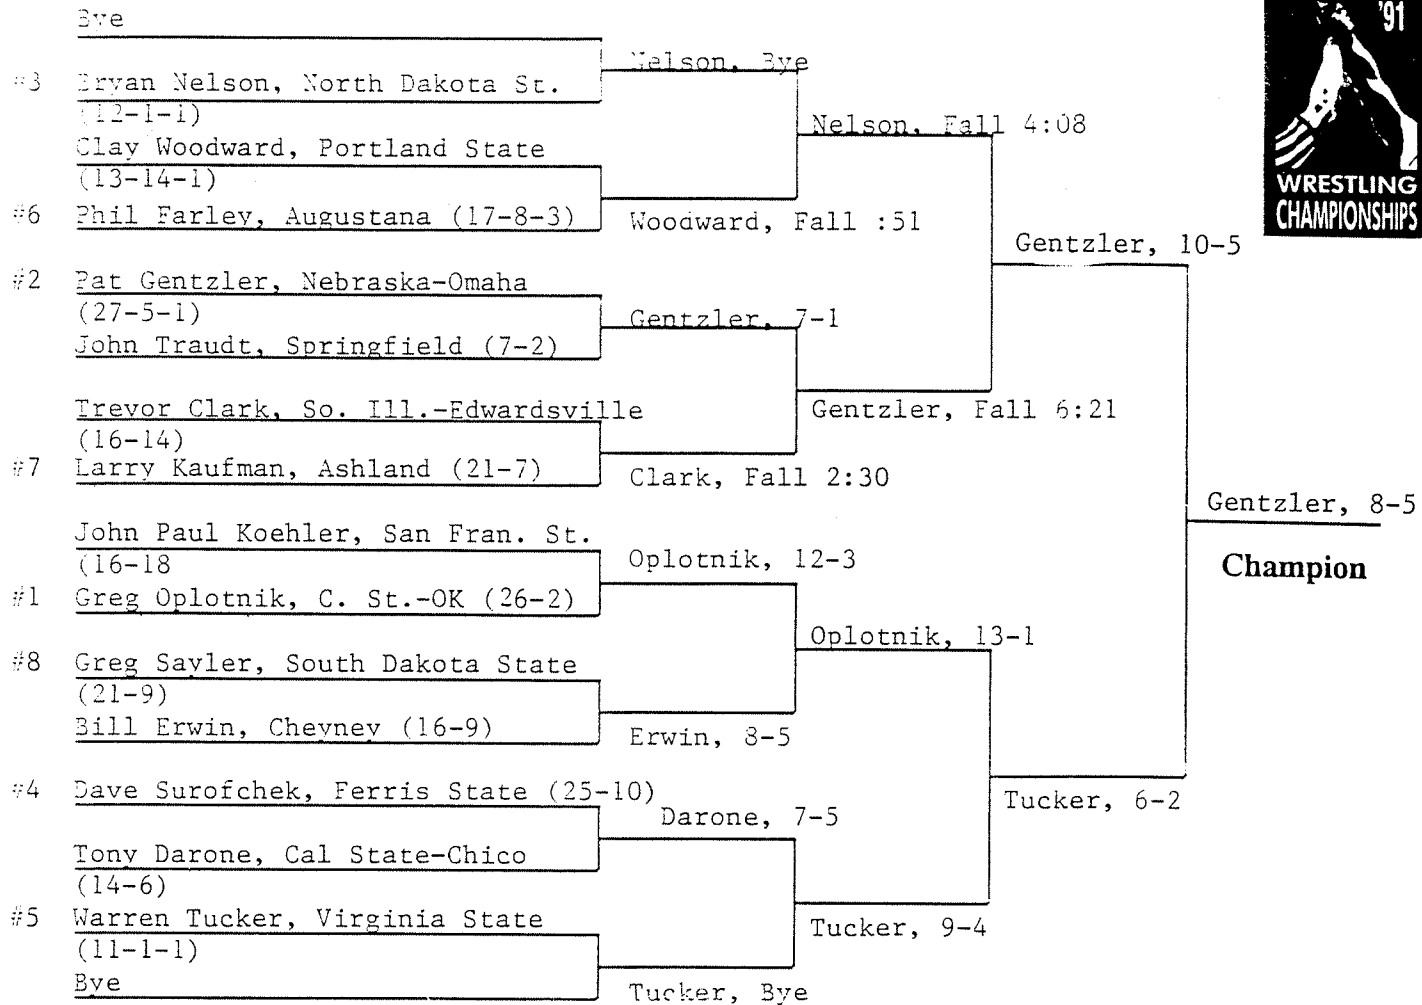 Bye
#3 Bryan Nelson, North Dakota St.
(12-1-1)
Clay Woodward, Portland State
(13-14-1)
#6 Phil Farley, Augustana (17-8-3)
#2 Pat Gentzler, Nebraska-Omaha
(27-5-1)
John Traudt, Springfield (7-2)
Trevor Clark, So. Ill.-Edwardsville
(16-14)
#7 Larry Kaufman, Ashland (21-7)
John Paul Koehler, San Fran. St.
(16-18
#1 Greg Oplotnik, C. St.-OK (26-2)
#8 Greg Sayler, South Dakota State
(21-9)
Bill Erwin, Cheyney (16-9)
#4 Dave Surofchek, Ferris State (25-10)
Tony Darone, Cal State-Chico
(14-6)
#5 Warren Tucker, Virginia State
(11-1-1)
Bye
Nelson, Bye
Woodward, Fall :51
Gentzler, 7-1
Clark, Fall 2:30
Oplotnik, 12-3
Erwin, 8-5
Darone, 7-5
Tucker, Bye
Nelson, Fall 4:08
Gentzler, Fall 6:21
Oplotnik, 13-1
Tucker, 9-4
Gentzler, 10-5
Tucker, 6-2
Gentzler, 8-5
Champion
'91
WRESTLING
CHAMPIONSHIPS